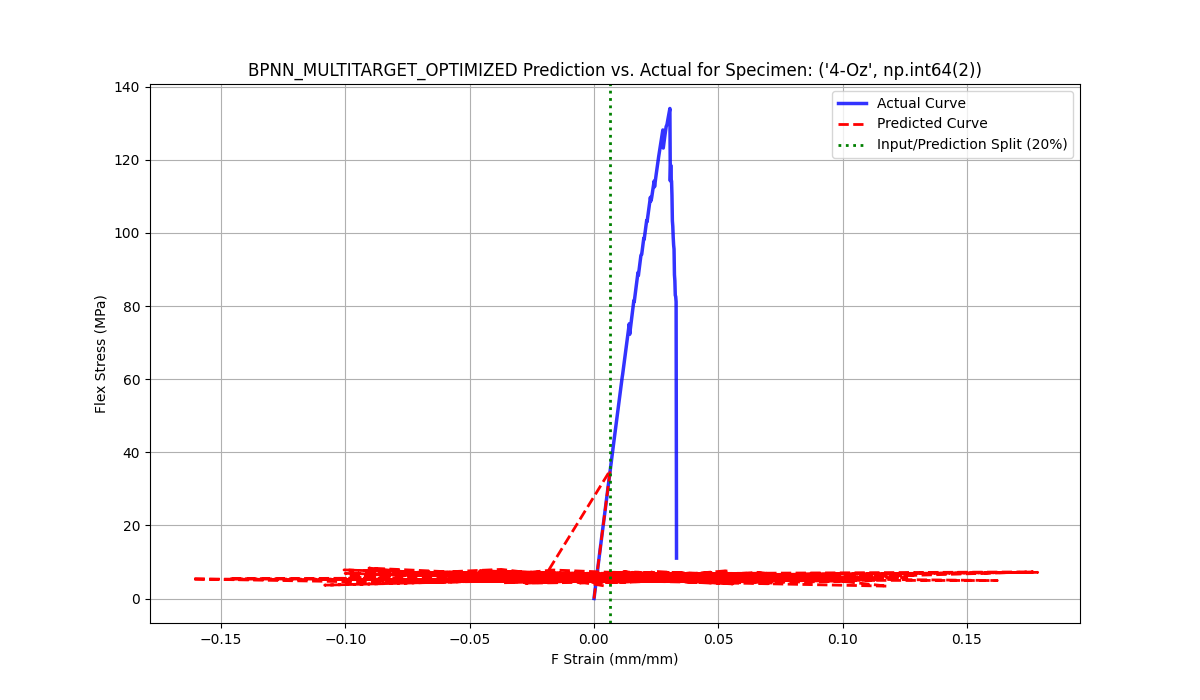 BPNN_MULTITARGET_OPTIMIZED Prediction vs. Actual for Specimen: ('4-Oz', np.int64(2))
Actual Curve
Predicted Curve
Input/Prediction Split (20%)
Flex Stress (MPa)
140
120
100
80
60
40
20
0
−0.15
−0.10
−0.05
0.00
0.05
0.10
0.15
F Strain (mm/mm)